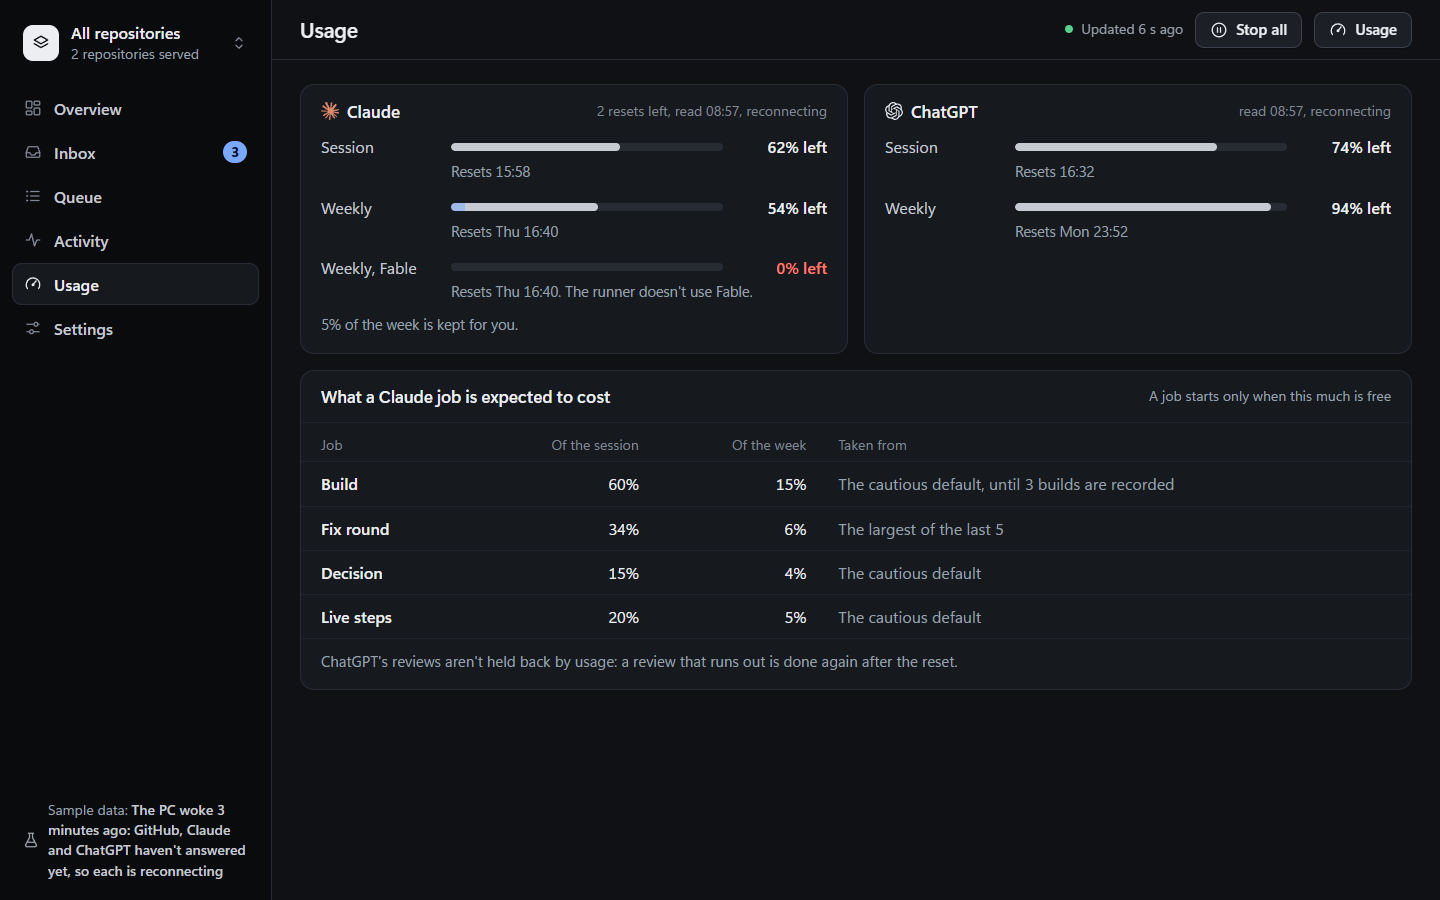 All repositories
2 repositories served
Overview
Inbox 3
Queue
Activity
Usage
Settings
Sample data: The PC woke 3
minutes ago: GitHub, Claude
and ChatGPT haven't answered
yet, so each is reconnecting
Usage
Updated 6 s ago
Stop all
Usage
Claude 2 resets left, read 08:57, reconnecting
Session 62% left
Resets 15:58
Weekly 54% left
Resets Thu 16:40
Weekly, Fable 0% left
Resets Thu 16:40. The runner doesn't use Fable.
5% of the week is kept for you.
ChatGPT read 08:57, reconnecting
Session 74% left
Resets 16:32
Weekly 94% left
Resets Mon 23:52
What a Claude job is expected to cost A job starts only when this much is free
Job Of the session Of the week Taken from
Build 60% 15% The cautious default, until 3 builds are recorded
Fix round 34% 6% The largest of the last 5
Decision 15% 4% The cautious default
Live steps 20% 5% The cautious default
ChatGPT's reviews aren't held back by usage: a review that runs out is done again after the reset.